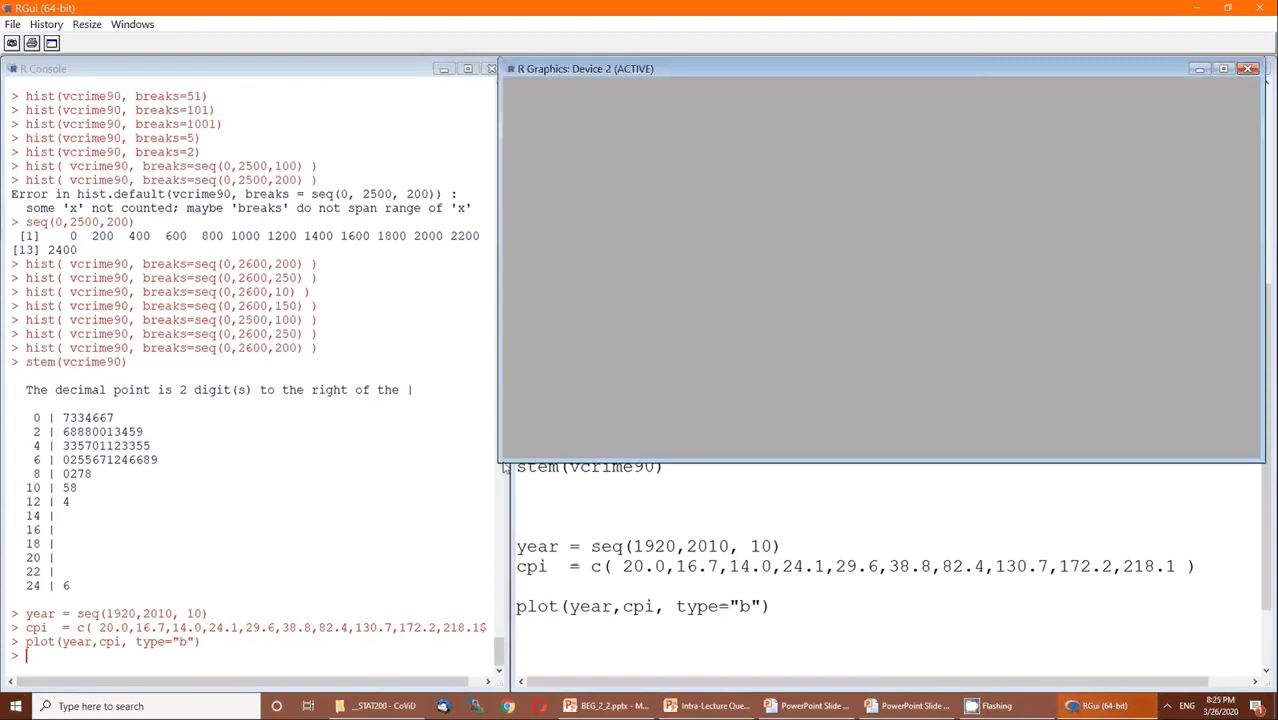 RGui (64-bit)
File History Resize Windows
R Console
> hist(vcrime90, breaks=51)
> hist(vcrime90, breaks=101)
> hist(vcrime90, breaks=1001)
> hist(vcrime90, breaks=5)
> hist(vcrime90, breaks=2)
> hist( vcrime90, breaks=seq(0,2500,100) )
> hist( vcrime90, breaks=seq(0,2500,200) )
Error in hist.default(vcrime90, breaks = seq(0, 2500, 200)) :
some 'x' not counted; maybe 'breaks' do not span range of 'x'
> seq(0,2500,200)
[1] 0 200 400 600 800 1000 1200 1400 1600 1800 2000 2200
[13] 2400
> hist( vcrime90, breaks=seq(0,2600,200) )
> hist( vcrime90, breaks=seq(0,2600,250) )
> hist( vcrime90, breaks=seq(0,2600,10) )
> hist( vcrime90, breaks=seq(0,2600,150) )
> hist( vcrime90, breaks=seq(0,2500,100) )
> hist( vcrime90, breaks=seq(0,2600,250) )
> hist( vcrime90, breaks=seq(0,2600,200) )
> stem(vcrime90)
The decimal point is 2 digit(s) to the right of the |
0 | 7334667
2 | 68880013459
4 | 335701123355
6 | 0255671246689
8 | 0278
10 | 58
12 | 4
14 |
16 |
18 |
20 |
22 |
24 | 6
> year = seq(1920,2010, 10)
> cpi = c( 20.0,16.7,14.0,24.1,29.6,38.8,82.4,130.7,172.2,218.1$
> plot(year,cpi, type="b")
>
R Graphics: Device 2 (ACTIVE)
stem(vcrime90)
year = seq(1920,2010, 10)
cpi = c( 20.0,16.7,14.0,24.1,29.6,38.8,82.4,130.7,172.2,218.1 )
plot(year,cpi, type="b")
Type here to search
__STAT200 - CoViD
BEG_2_2.pptx - M...
Intra-Lecture Que...
PowerPoint Slide ...
PowerPoint Slide ...
Flashing
RGui (64-bit)
ENG
8:25 PM
3/26/2020